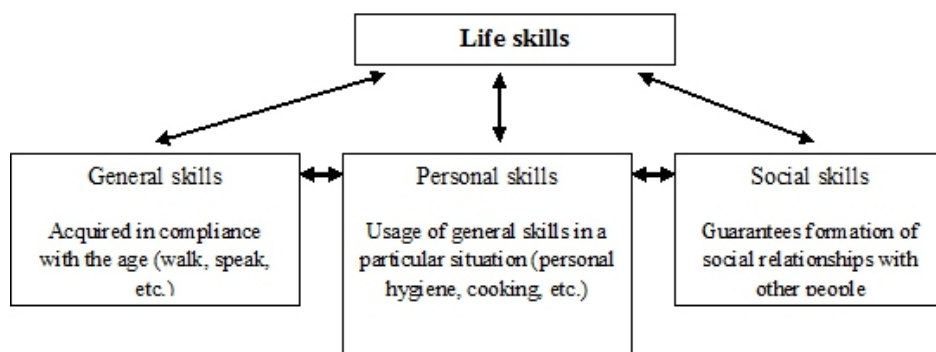 Life skills
General skills
Acquired in compliance
with the age (walk, speak,
etc.)
Personal skills
Usage of general skills in a
particular situation (personal
hygiene, cooking, etc.)
Social skills
Guarantees formation of
social relationships with
other people